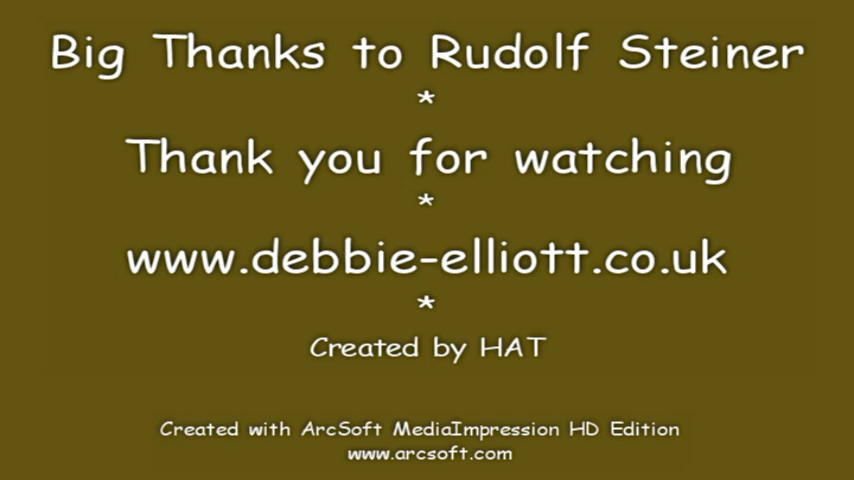 Big Thanks to Rudolf Steiner
*
Thank you for watching
*
www.debbie-elliott.co.uk
*
Created by HAT
Created with ArcSoft MediaImpression HD Edition
www.arcsoft.com